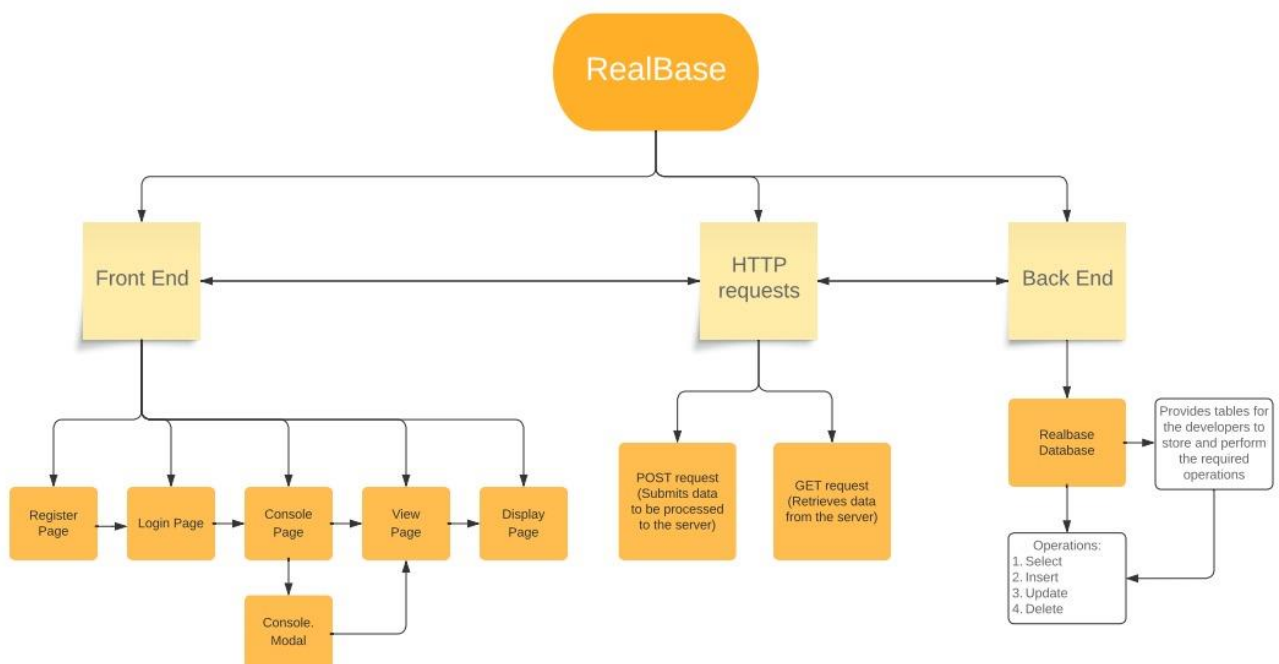 RealBase
Front End
HTTP
requests
Back End
Register
Page
Login Page
Console
Page
View
Page
Display
Page
Console.
Modal
POST request
(Submits data
to be processed
to the server)
GET request
(Retrieves data
from the server)
Realbase
Database
Provides tables for
the developers to
store and perform
the required
operations
Operations:
1. Select
2. Insert
3. Update
4. Delete